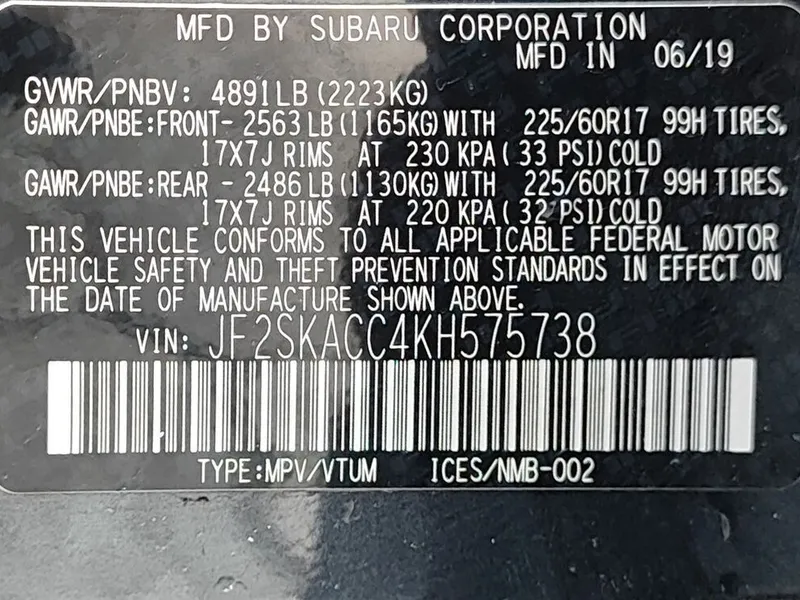 MFD BY SUBARU CORPORATION
MFD IN 06/19
GVWR/PNBV: 4891LB(2223KG)
GAWR/PNBE:FRONT- 2563LB(1165KG)WITH 225/60R17 99H TIRES,
17X7J RIMS AT 230 KPA(33 PSI)COLD
GAWR/PNBE:REAR - 2486LB(1130KG)WITH 225/60R17 99H TIRES,
17X7J RIMS AT 220 KPA(32 PSI)COLD
THIS VEHICLE CONFORMS TO ALL APPLICABLE FEDERAL MOTOR
VEHICLE SAFETY AND THEFT PREVENTION STANDARDS IN EFFECT ON
THE DATE OF MANUFACTURE SHOWN ABOVE.
VIN: JF2SKACC4KH575738
TYPE:MPV/VTUM ICES/NMB-002